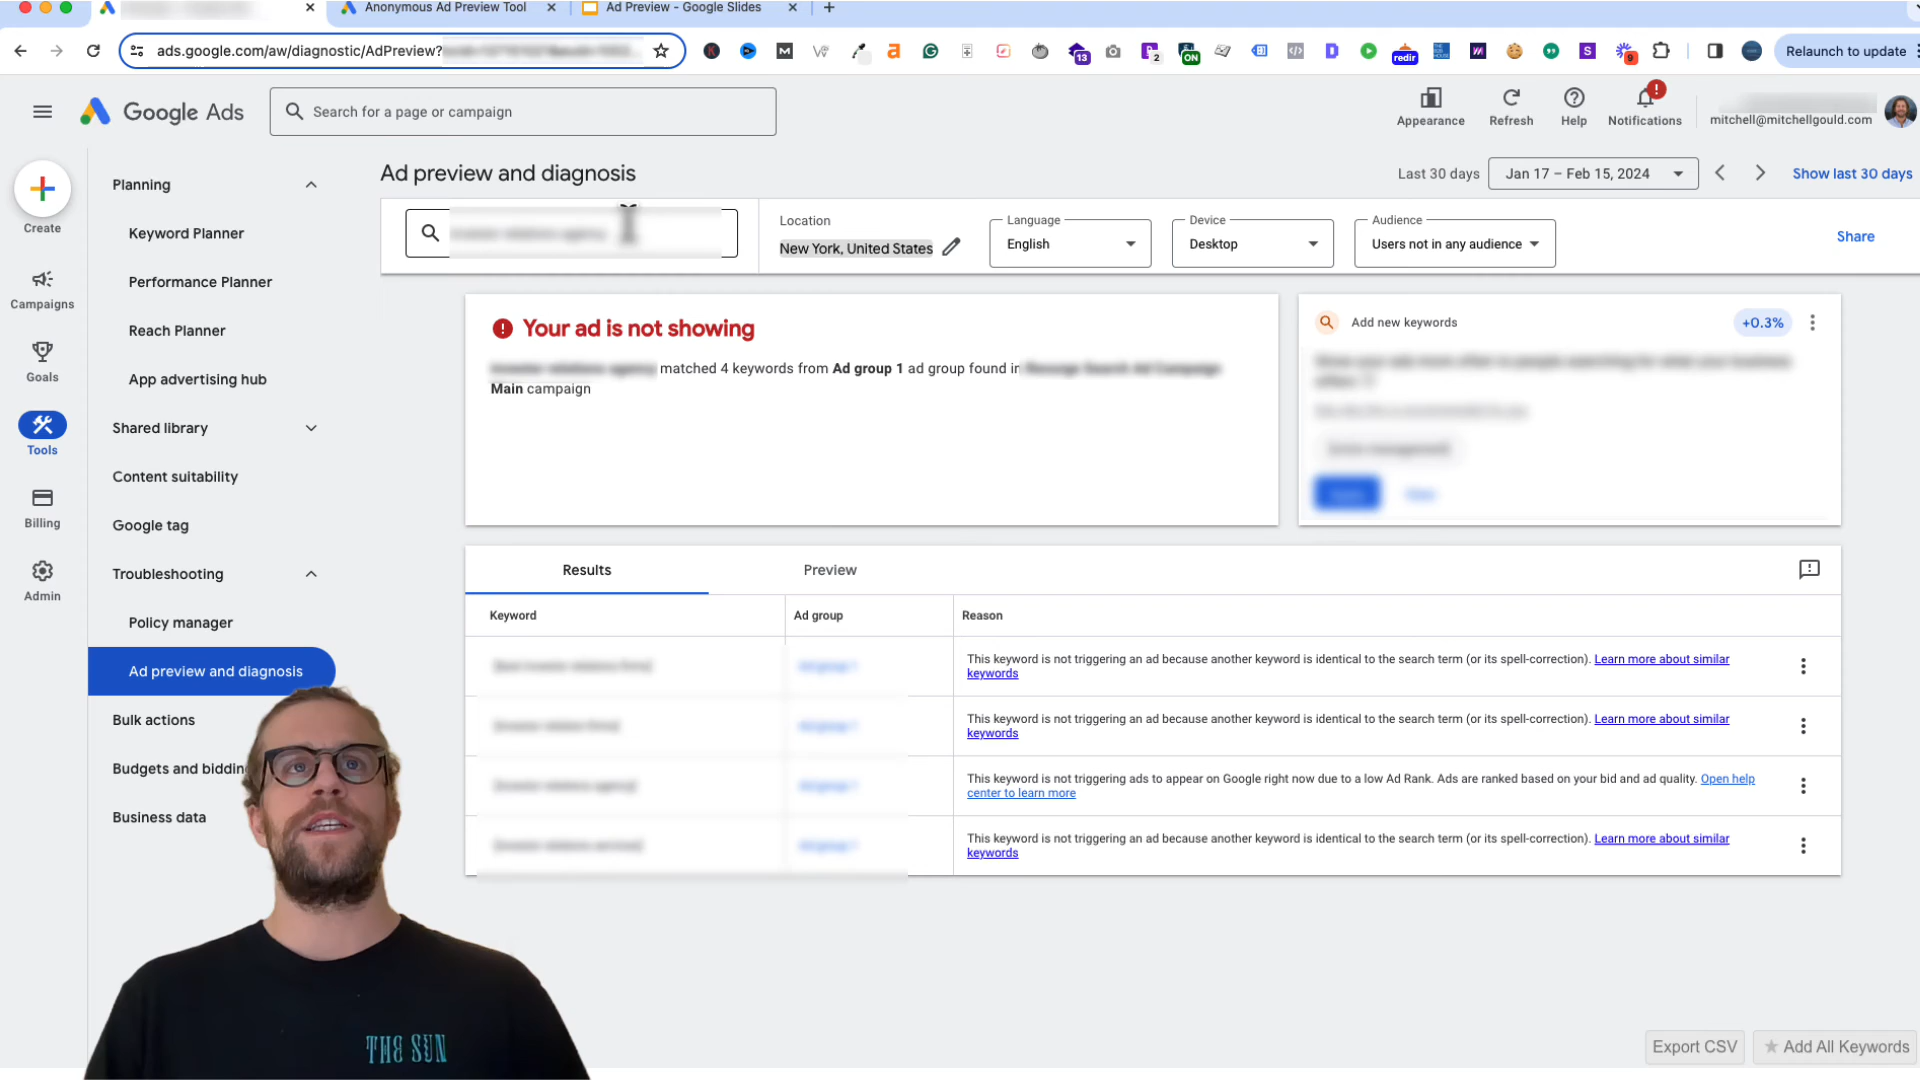 Anonymous Ad Preview Tool
Ad Preview - Google Slides
ads.google.com/aw/diagnostic/AdPreview?
13
2
ON
redir
9
Relaunch to update
Google Ads
Search for a page or campaign
Appearance
Refresh
Help
Notifications
mitchell@mitchellgould.com
Create
Campaigns
Goals
Tools
Billing
Admin
Planning
Keyword Planner
Performance Planner
Reach Planner
App advertising hub
Shared library
Content suitability
Google tag
Troubleshooting
Policy manager
Ad preview and diagnosis
Bulk actions
Budgets and biddin
Business data
Ad preview and diagnosis
Last 30 days
Jan 17 – Feb 15, 2024
Show last 30 days
Location
New York, United States
Language
English
Device
Desktop
Audience
Users not in any audience
Share
Your ad is not showing
matched 4 keywords from Ad group 1 ad group found in
Main campaign
Add new keywords
+0.3%
Results
Preview
Keyword
Ad group
Reason
This keyword is not triggering an ad because another keyword is identical to the search term (or its spell-correction). Learn more about similar
keywords
This keyword is not triggering an ad because another keyword is identical to the search term (or its spell-correction). Learn more about similar
keywords
This keyword is not triggering ads to appear on Google right now due to a low Ad Rank. Ads are ranked based on your bid and ad quality. Open help
center to learn more
This keyword is not triggering an ad because another keyword is identical to the search term (or its spell-correction). Learn more about similar
keywords
THE SUN
Export CSV
Add All Keywords